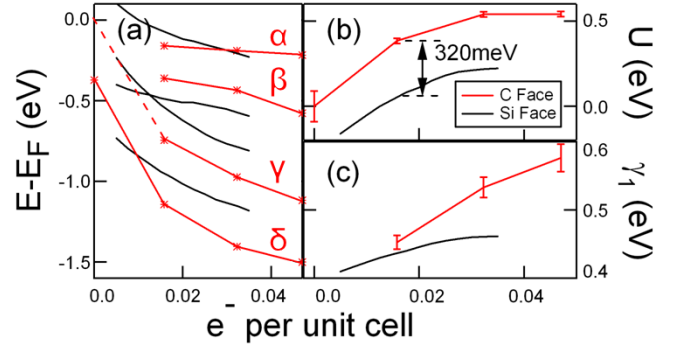 (a)
α
β
γ
δ
0.0
-0.5
-1.0
-1.5
E-E_F (eV)
0.0
0.02
0.04
e⁻ per unit cell
(b)
320meV
C Face
Si Face
0.5
0.0
U (eV)
(c)
0.6
0.5
0.4
γ₁ (eV)
0.0
0.02
0.04